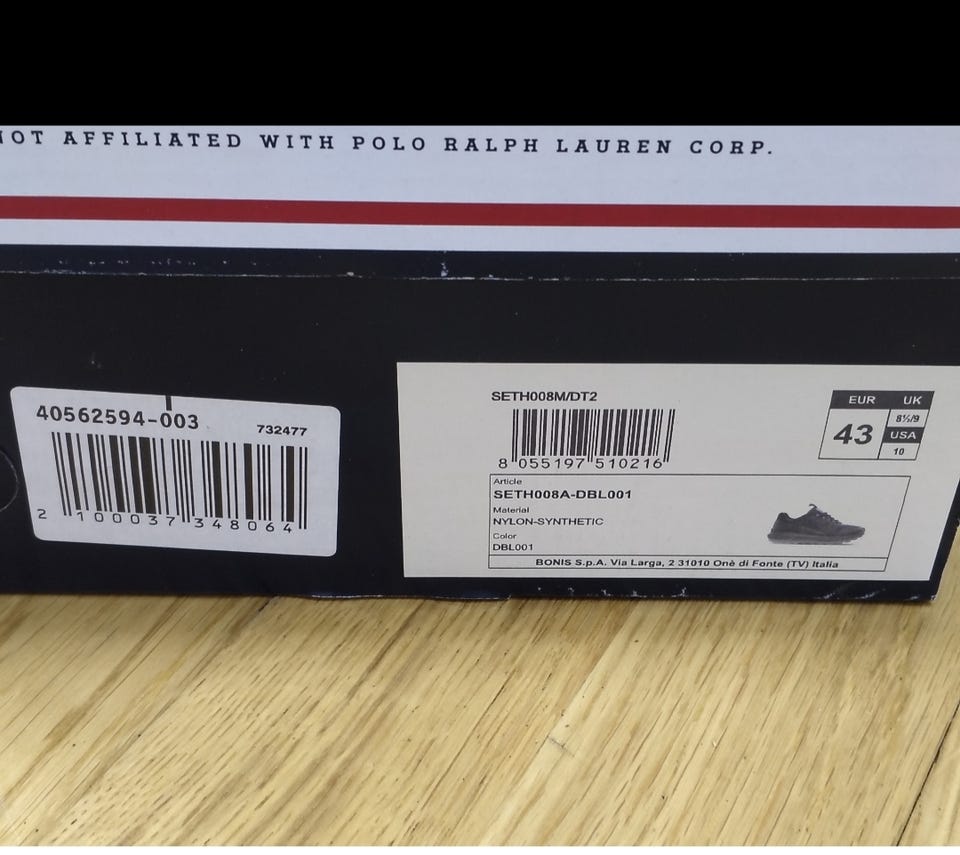 NOT AFFILIATED WITH POLO RALPH LAUREN CORP.
40562594-003
732477
2 100037 348064
SETH008M/DT2
8 055197 510216
EUR UK
43
8½/9
USA
10
Article
SETH008A-DBL001
Material
NYLON-SYNTHETIC
Color
DBL001
BONIS S.p.A. Via Larga, 2 31010 Onè di Fonte (TV) Italia